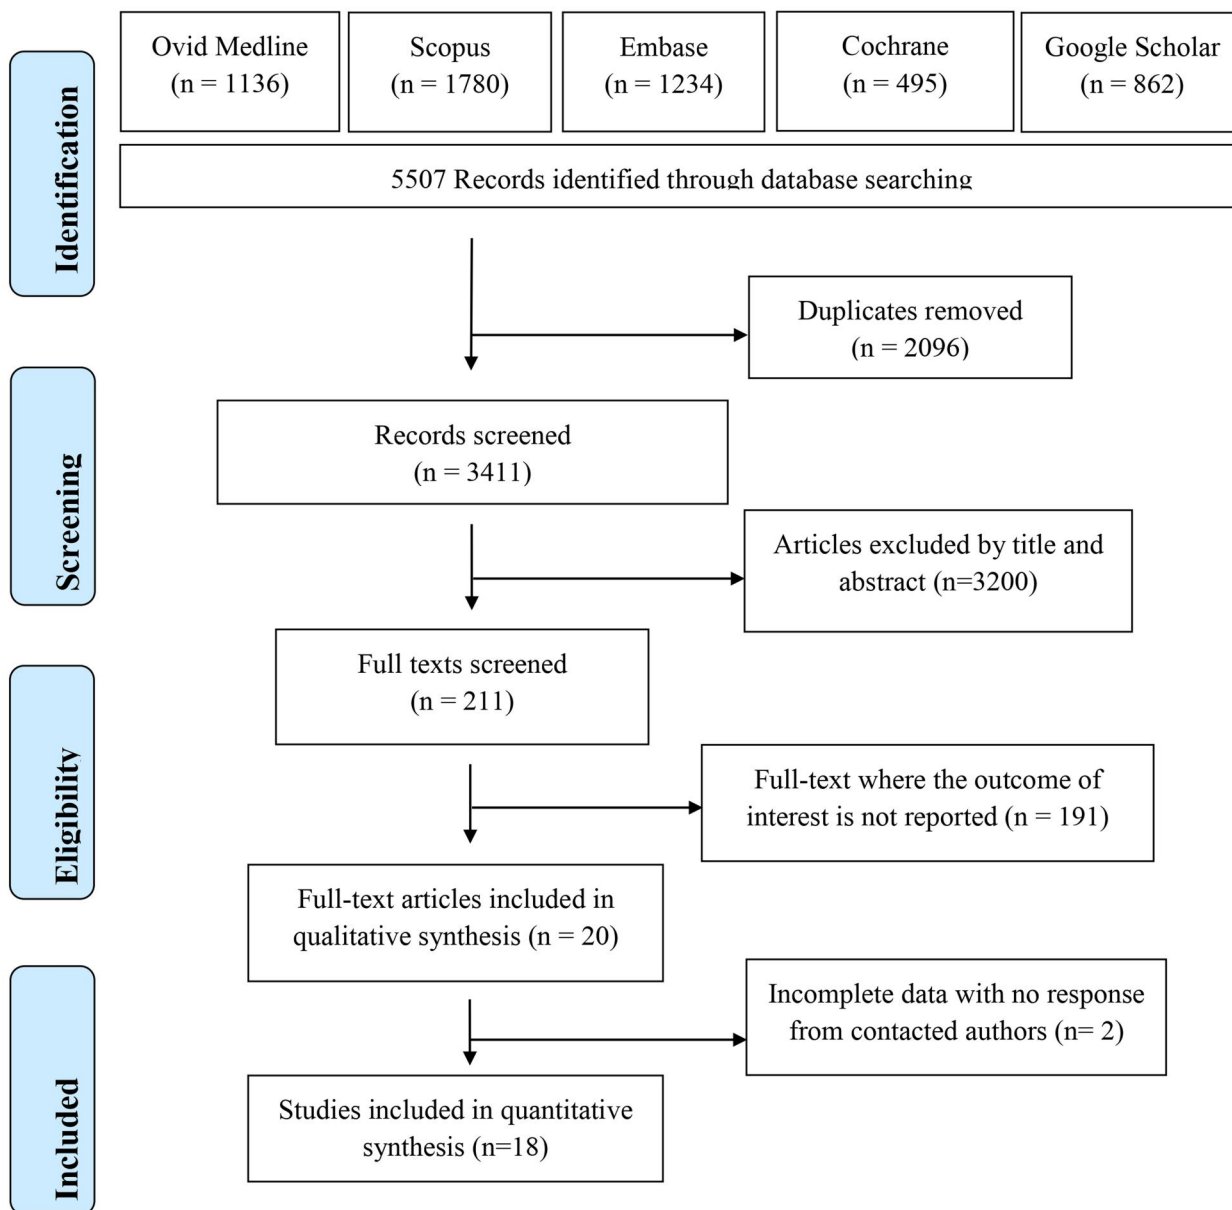 Identification
Ovid Medline
(n = 1136)
Scopus
(n = 1780)
Embase
(n = 1234)
Cochrane
(n = 495)
Google Scholar
(n = 862)
5507 Records identified through database searching
Duplicates removed
(n = 2096)
Screening
Records screened
(n = 3411)
Articles excluded by title and
abstract (n=3200)
Full texts screened
(n = 211)
Eligibility
Full-text where the outcome of
interest is not reported (n = 191)
Full-text articles included in
qualitative synthesis (n = 20)
Included
Incomplete data with no response
from contacted authors (n= 2)
Studies included in quantitative
synthesis (n=18)